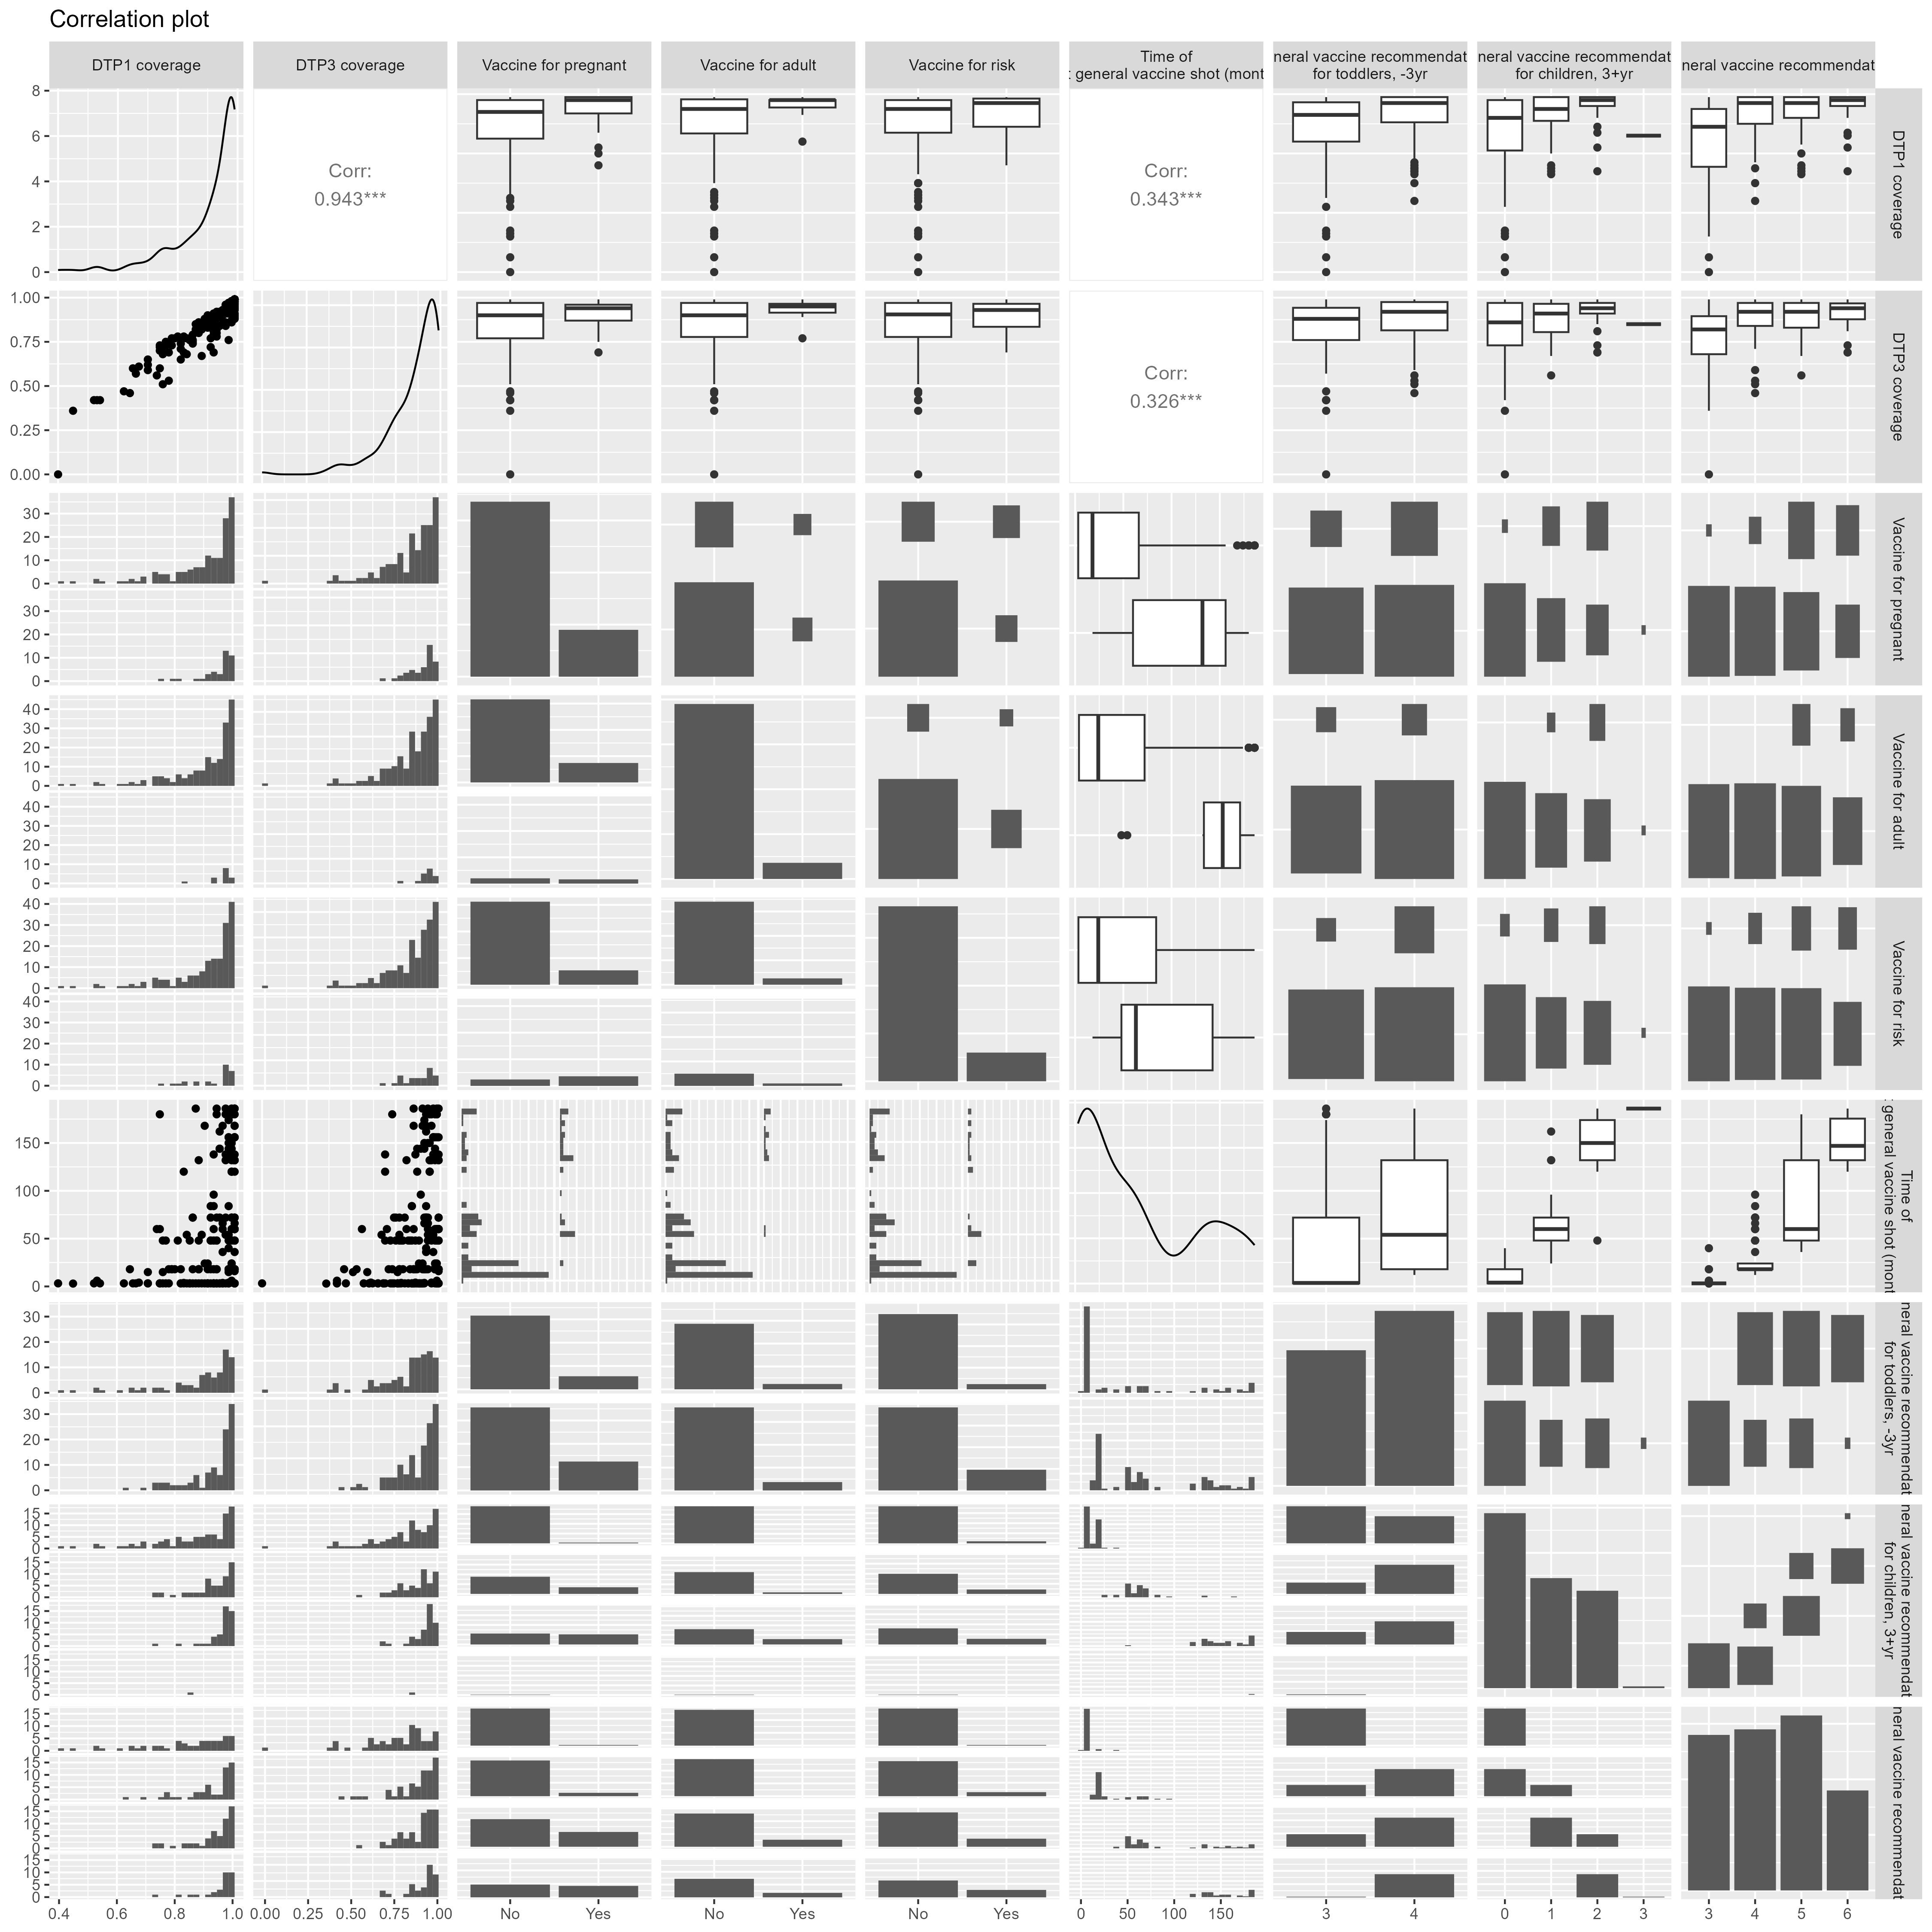 Correlation plot
DTP1 coverage
DTP3 coverage
Vaccine for pregnant
Vaccine for adult
Vaccine for risk
Time of
general vaccine shot (mont
neral vaccine recommendat
for toddlers, -3yr
neral vaccine recommendat
for children, 3+yr
neral vaccine recommendat
8
6
4
2
0
Corr:
0.943***
Corr:
0.343***
DTP1 coverage
1.00
0.75
0.50
0.25
0.00
Corr:
0.326***
DTP3 coverage
30
20
10
0
30
20
10
0
Vaccine for pregnant
40
30
20
10
0
40
30
20
10
0
Vaccine for adult
40
30
20
10
0
40
30
20
10
0
Vaccine for risk
150
100
50
0
Time of
general vaccine shot (mont
30
20
10
0
30
20
10
0
neral vaccine recommendat
for toddlers, -3yr
15
10
5
0
15
10
5
0
15
10
5
0
15
10
5
0
neral vaccine recommendat
for children, 3+yr
15
10
5
0
15
10
5
0
15
10
5
0
15
10
5
0
neral vaccine recommendat
0.4 0.6 0.8 1.0
0.00 0.25 0.50 0.75 1.00
No Yes
No Yes
No Yes
0 50 100 150
3 4
0 1 2 3
3 4 5 6